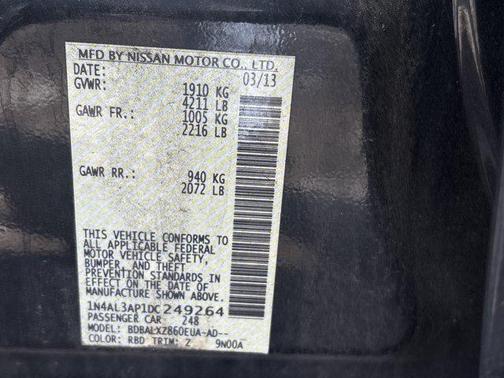 MFD BY NISSAN MOTOR CO., LTD.
DATE: 03/13
GVWR: 1910 KG
4211 LB
GAWR FR.: 1005 KG
2216 LB
GAWR RR.: 940 KG
2072 LB
THIS VEHICLE CONFORMS TO
ALL APPLICABLE FEDERAL
MOTOR VEHICLE SAFETY,
BUMPER, AND THEFT
PREVENTION STANDARDS IN
EFFECT ON THE DATE OF
MANUFACTURE SHOWN ABOVE.
1N4AL3AP1DC249264
PASSENGER CAR 248
MODEL: BDBALXZ860EUA-AD--
COLOR: RBD TRIM: Z 9N00A